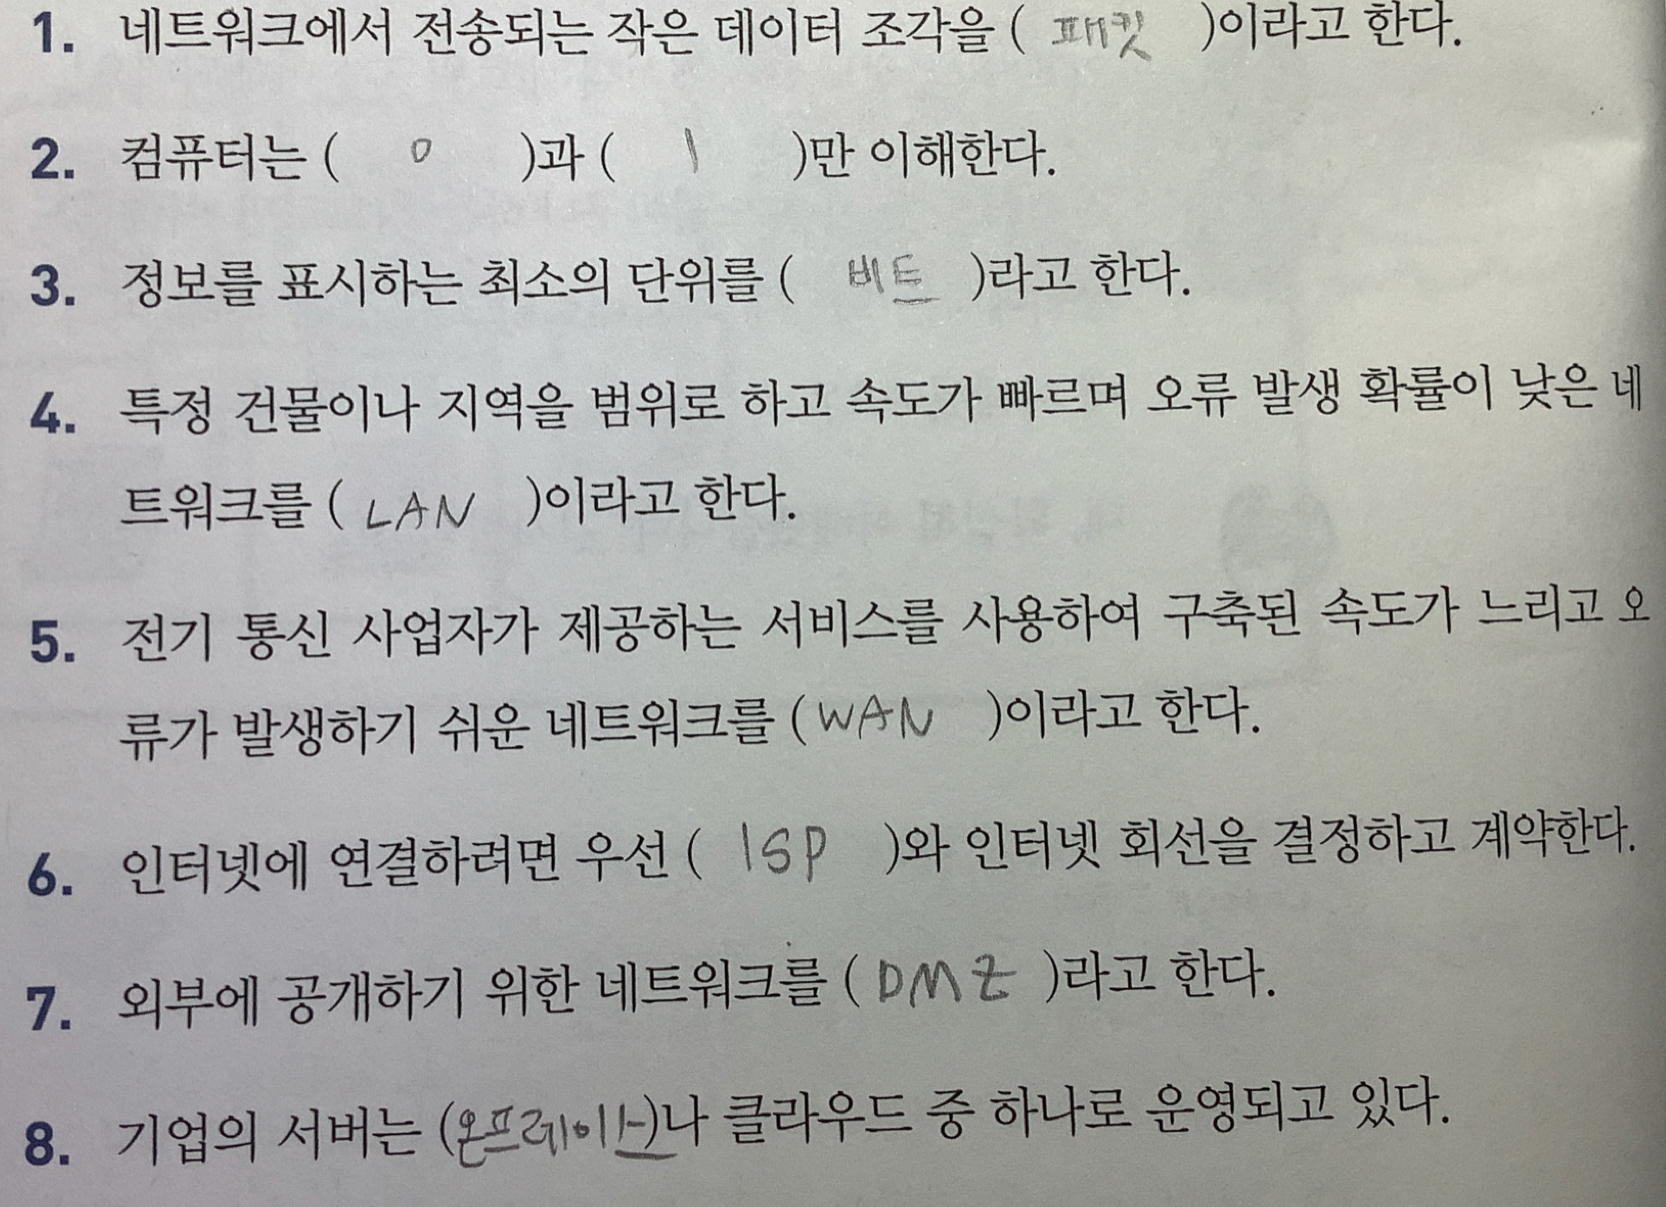 1. 네트워크에서 전송되는 작은 데이터 조각을 ( 패킷 )이라고 한다.
2. 컴퓨터는 ( 0 )과 ( 1 )만 이해한다.
3. 정보를 표시하는 최소의 단위를 ( 비트 )라고 한다.
4. 특정 건물이나 지역을 범위로 하고 속도가 빠르며 오류 발생 확률이 낮은 네
트워크를 ( LAN )이라고 한다.
5. 전기 통신 사업자가 제공하는 서비스를 사용하여 구축된 속도가 느리고 오
류가 발생하기 쉬운 네트워크를 ( WAN )이라고 한다.
6. 인터넷에 연결하려면 우선 ( ISP )와 인터넷 회선을 결정하고 계약한다.
7. 외부에 공개하기 위한 네트워크를 ( DMZ )라고 한다.
8. 기업의 서버는 (온프레이스)나 클라우드 중 하나로 운영되고 있다.